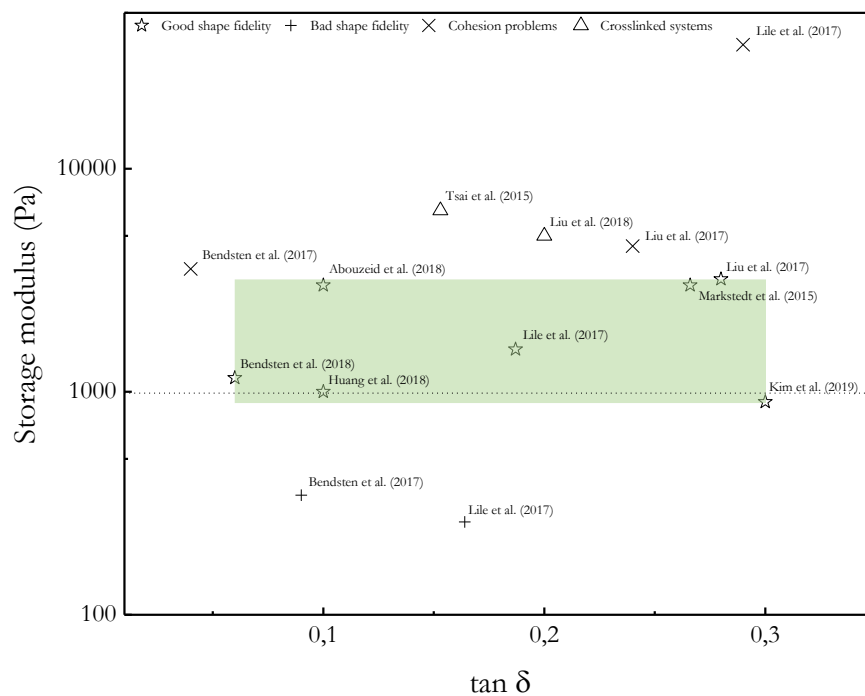 Good shape fidelity Bad shape fidelity Cohesion problems Crosslinked systems
Lile et al. (2017)
10000
Tsai et al. (2015)
Liu et al. (2018)
Liu et al. (2017)
Bendsten et al. (2017)
Abouzeid et al. (2018)
Liu et al. (2017)
Markstedt et al. (2015)
Lile et al. (2017)
Bendsten et al. (2018)
Huang et al. (2018)
Kim et al. (2019)
1000
Bendsten et al. (2017)
Lile et al. (2017)
100
Storage modulus (Pa)
0,1 0,2 0,3
tan δ